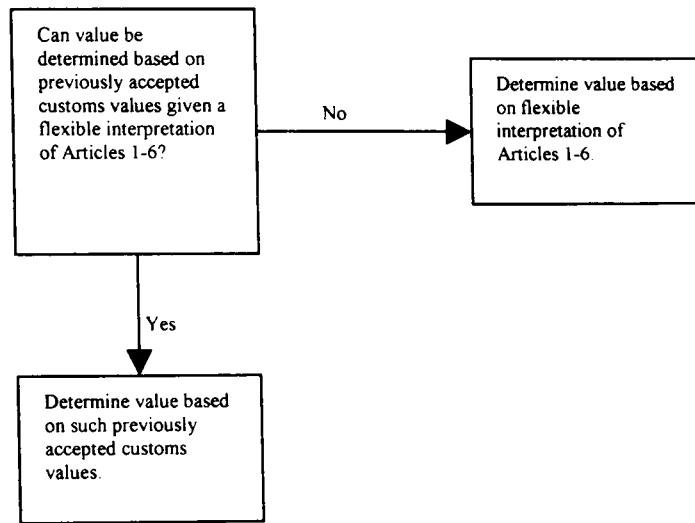 Can value be
determined based on
previously accepted
customs values given a
flexible interpretation
of Articles 1-6?
No
Determine value based
on flexible
interpretation of
Articles 1-6.
Yes
Determine value based
on such previously
accepted customs
values.